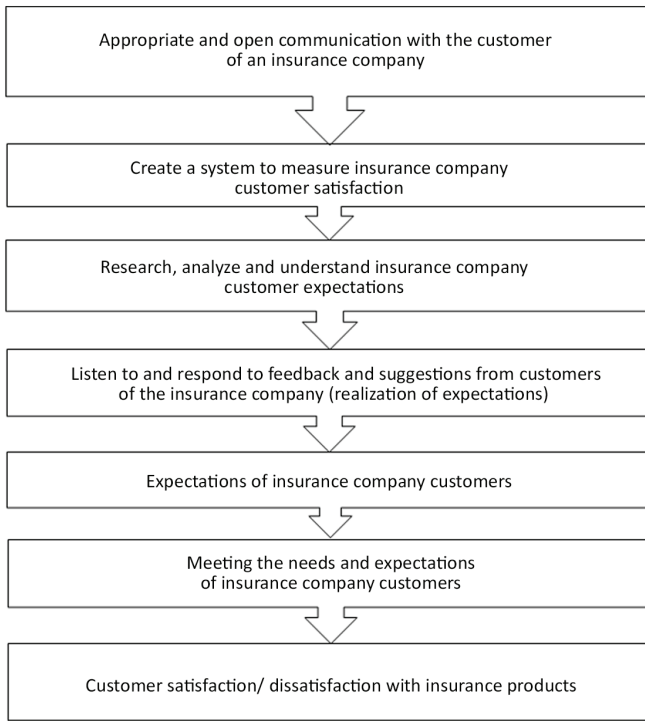 Appropriate and open communication with the customer
of an insurance company
Create a system to measure insurance company
customer satisfaction
Research, analyze and understand insurance company
customer expectations
Listen to and respond to feedback and suggestions from customers
of the insurance company (realization of expectations)
Expectations of insurance company customers
Meeting the needs and expectations
of insurance company customers
Customer satisfaction/ dissatisfaction with insurance products